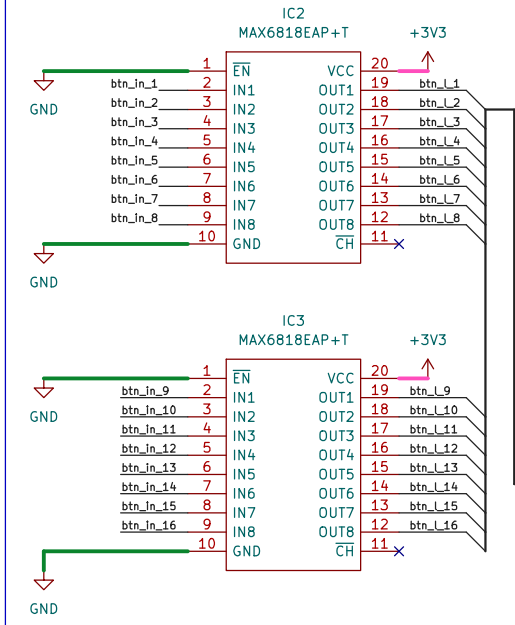 IC2
MAX6818EAP+T
+3V3
1 EN VCC 20
btn_in_1 2 IN1 OUT1 19 btn_l_1
btn_in_2 3 IN2 OUT2 18 btn_l_2
btn_in_3 4 IN3 OUT3 17 btn_l_3
btn_in_4 5 IN4 OUT4 16 btn_l_4
btn_in_5 6 IN5 OUT5 15 btn_l_5
btn_in_6 7 IN6 OUT6 14 btn_l_6
btn_in_7 8 IN7 OUT7 13 btn_l_7
btn_in_8 9 IN8 OUT8 12 btn_l_8
10 GND CH 11
GND
GND
IC3
MAX6818EAP+T
+3V3
1 EN VCC 20
btn_in_9 2 IN1 OUT1 19 btn_l_9
btn_in_10 3 IN2 OUT2 18 btn_l_10
btn_in_11 4 IN3 OUT3 17 btn_l_11
btn_in_12 5 IN4 OUT4 16 btn_l_12
btn_in_13 6 IN5 OUT5 15 btn_l_13
btn_in_14 7 IN6 OUT6 14 btn_l_14
btn_in_15 8 IN7 OUT7 13 btn_l_15
btn_in_16 9 IN8 OUT8 12 btn_l_16
10 GND CH 11
GND
GND